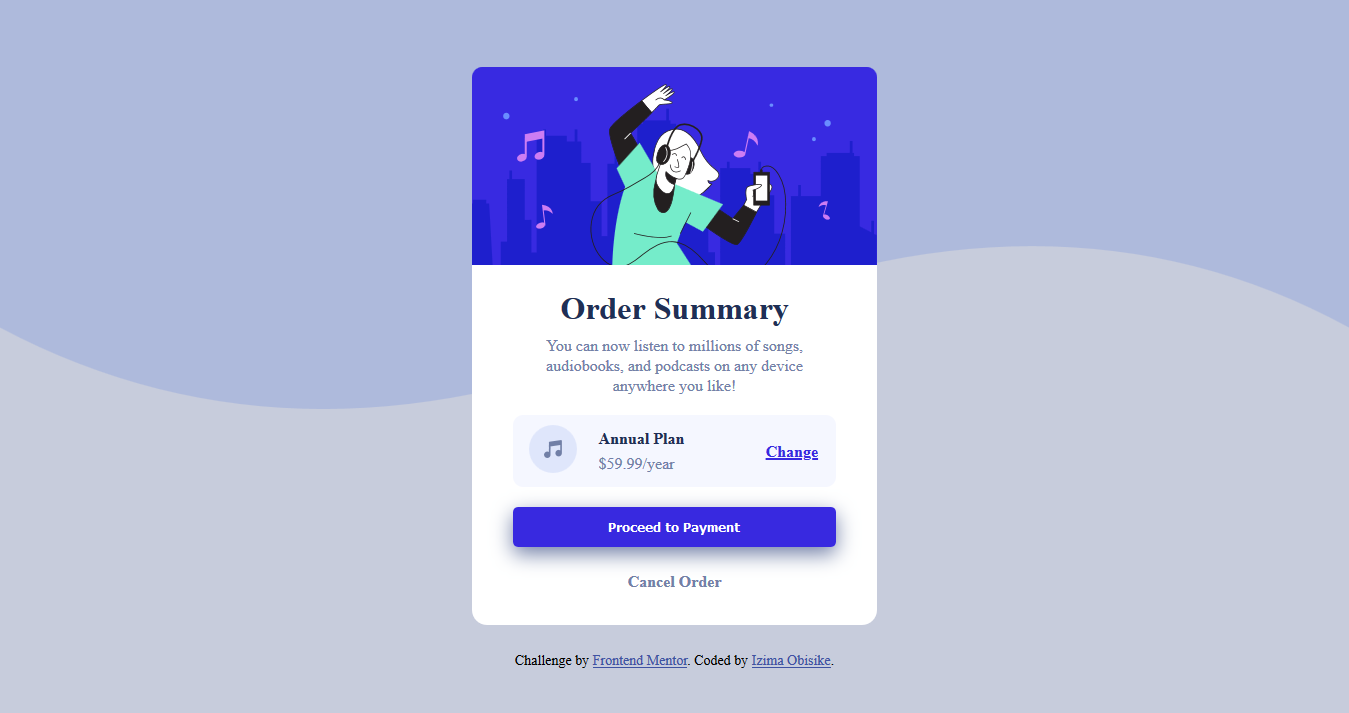 Order Summary
You can now listen to millions of songs,
audiobooks, and podcasts on any device
anywhere you like!
Annual Plan
$59.99/year
Change
Proceed to Payment
Cancel Order
Challenge by Frontend Mentor. Coded by Izima Obisike.